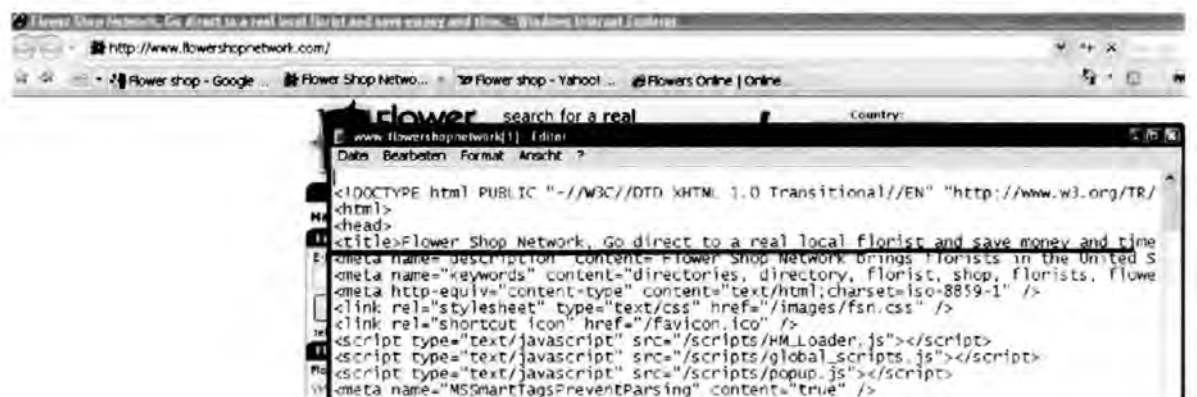 Flower Shop Network, Go direct to a real local florist and save money and time. - Windows Internet Explorer
http://www.flowershopnetwork.com/
Flower shop - Google ... Flower Shop Netwo... Flower shop - Yahoo! ... Flowers Online | Online
Flower search for a real Country:
www.flowershopnetwork[1] - Editor
Datei Bearbeiten Format Ansicht ?
<!DOCTYPE html PUBLIC "-//W3C//DTD XHTML 1.0 Transitional//EN" "http://www.w3.org/TR/
<html>
<head>
<title>Flower Shop Network, Go direct to a real local florist and save money and time
<meta name="description" content="Flower Shop Network brings florists in the United S
<meta name="keywords" content="directories, directory, florist, shop, florists, flowe
<meta http-equiv="content-type" content="text/html;charset=iso-8859-1" />
<link rel="stylesheet" type="text/css" href="/images/fsn.css" />
<link rel="shortcut icon" href="/favicon.ico" />
<script type="text/javascript" src="/scripts/HM_Loader.js"></script>
<script type="text/javascript" src="/scripts/global_scripts.js"></script>
<script type="text/javascript" src="/scripts/popup.js"></script>
<meta name="MSSmartTagsPreventParsing" content="true" />